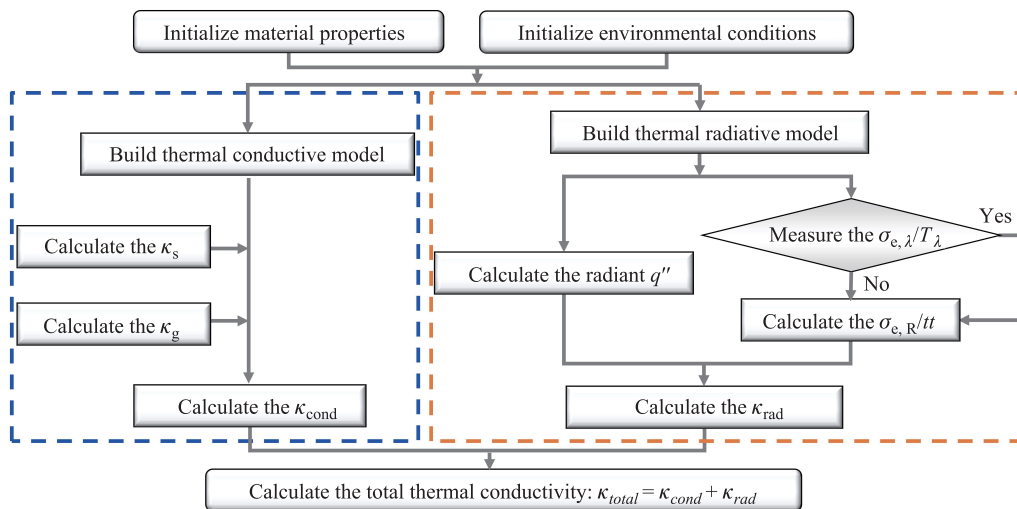 Initialize material properties
Initialize environmental conditions
Build thermal conductive model
Calculate the κs
Calculate the κg
Calculate the κcond
Build thermal radiative model
Measure the σe, λ/Tλ
Yes
No
Calculate the radiant q″
Calculate the σe, R/tt
Calculate the κrad
Calculate the total thermal conductivity: κtotal = κcond + κrad